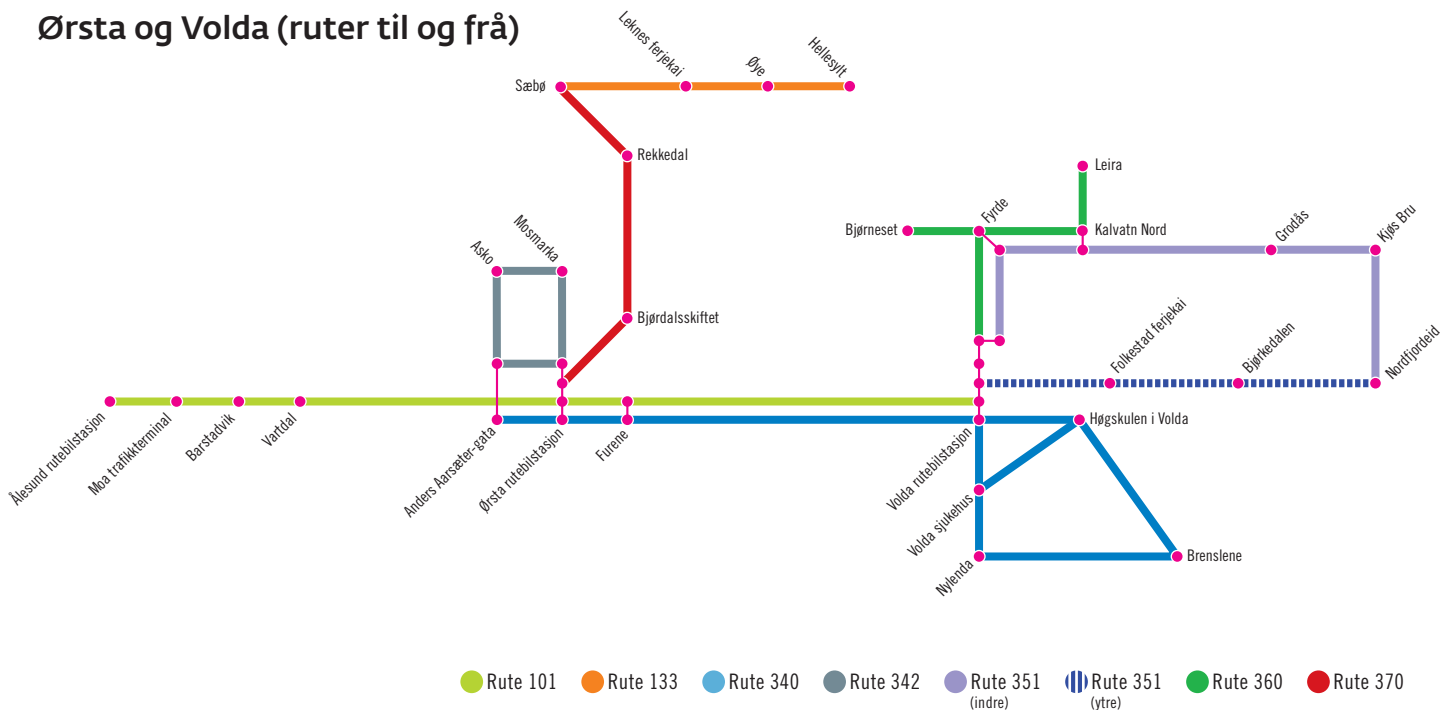 Ørsta og Volda (ruter til og frå)
Leknes ferjekai
Øye
Hellesylt
Sæbø
Rekkedal
Leira
Bjørneset
Fyrde
Kalvatn Nord
Grodås
Kjøs Bru
Asko
Mosmarka
Bjørdalsskiftet
Folkestad ferjekai
Bjørkedalen
Nordfjordeid
Ålesund rutebilstasjon
Moa trafikkterminal
Barstadvik
Vartdal
Anders Aarsæter-gata
Ørsta rutebilstasjon
Furene
Volda rutebilstasjon
Høgskulen i Volda
Volda sjukehus
Nylenda
Brenslene
Rute 101
Rute 133
Rute 340
Rute 342
Rute 351
(indre)
Rute 351
(ytre)
Rute 360
Rute 370